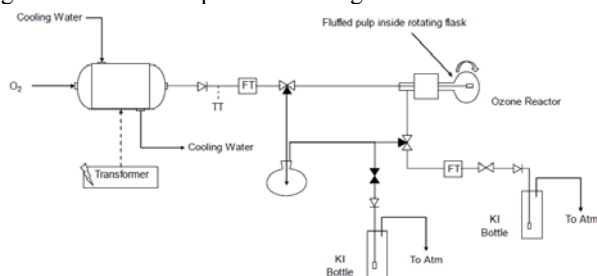 Cooling Water
Fluffed pulp inside rotating flask
O2
FT
TT
Ozone Reactor
Cooling Water
Transformer
FT
KI
Bottle
To Atm
KI
Bottle
To Atm